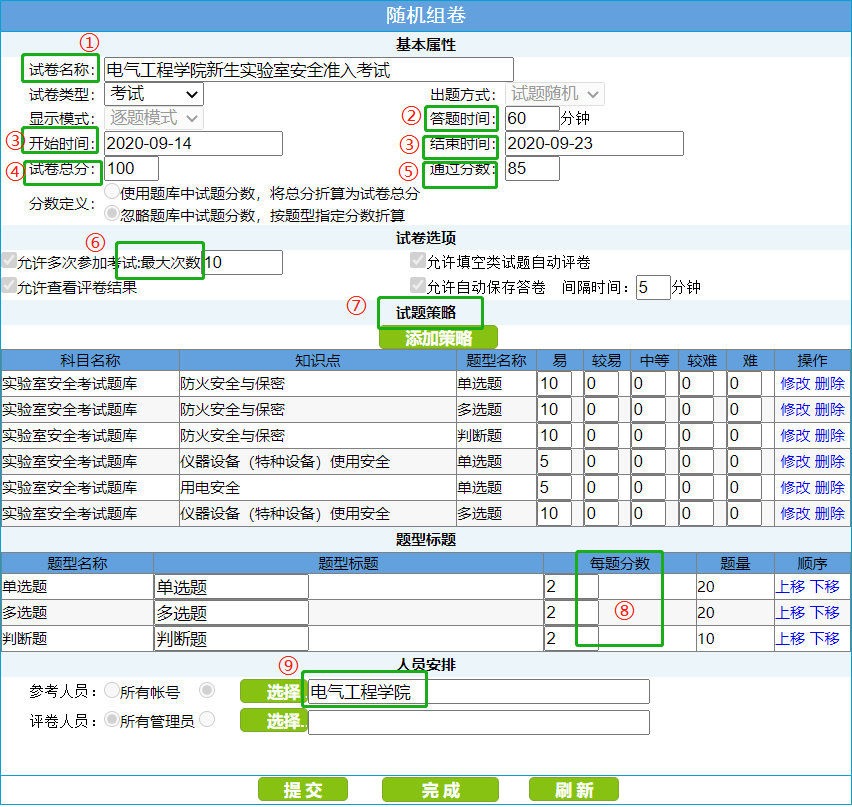 随机组卷
① 基本属性
试卷名称： 电气工程学院新生实验室安全准入考试
试卷类型： 考试 出题方式： 试题随机
显示模式： 逐题模式 ② 答题时间： 60 分钟
③ 开始时间： 2020-09-14 ③ 结束时间： 2020-09-23
④ 试卷总分： 100 ⑤ 通过分数： 85
分数定义： 使用题库中试题分数，将总分折算为试卷总分
忽略题库中试题分数，按题型指定分数折算
⑥ 试卷选项
允许多次参加考试:最大次数 10 允许填空类试题自动评卷
允许查看评卷结果 允许自动保存答卷 间隔时间： 5 分钟
⑦ 试题策略
添加策略
科目名称 知识点 题型名称 易 较易 中等 较难 难 操作
实验室安全考试题库 防火安全与保密 单选题 10 0 0 0 0 修改 删除
实验室安全考试题库 防火安全与保密 多选题 10 0 0 0 0 修改 删除
实验室安全考试题库 防火安全与保密 判断题 10 0 0 0 0 修改 删除
实验室安全考试题库 仪器设备（特种设备）使用安全 单选题 5 0 0 0 0 修改 删除
实验室安全考试题库 用电安全 单选题 5 0 0 0 0 修改 删除
实验室安全考试题库 仪器设备（特种设备）使用安全 多选题 10 0 0 0 0 修改 删除
题型标题
题型名称 题型标题 每题分数 题量 顺序
单选题 单选题 2 20 上移 下移
多选题 多选题 2 ⑧ 20 上移 下移
判断题 判断题 2 10 上移 下移
⑨ 人员安排
参考人员： 所有帐号 选择. 电气工程学院
评卷人员： 所有管理员 选择..
提 交 完 成 刷 新